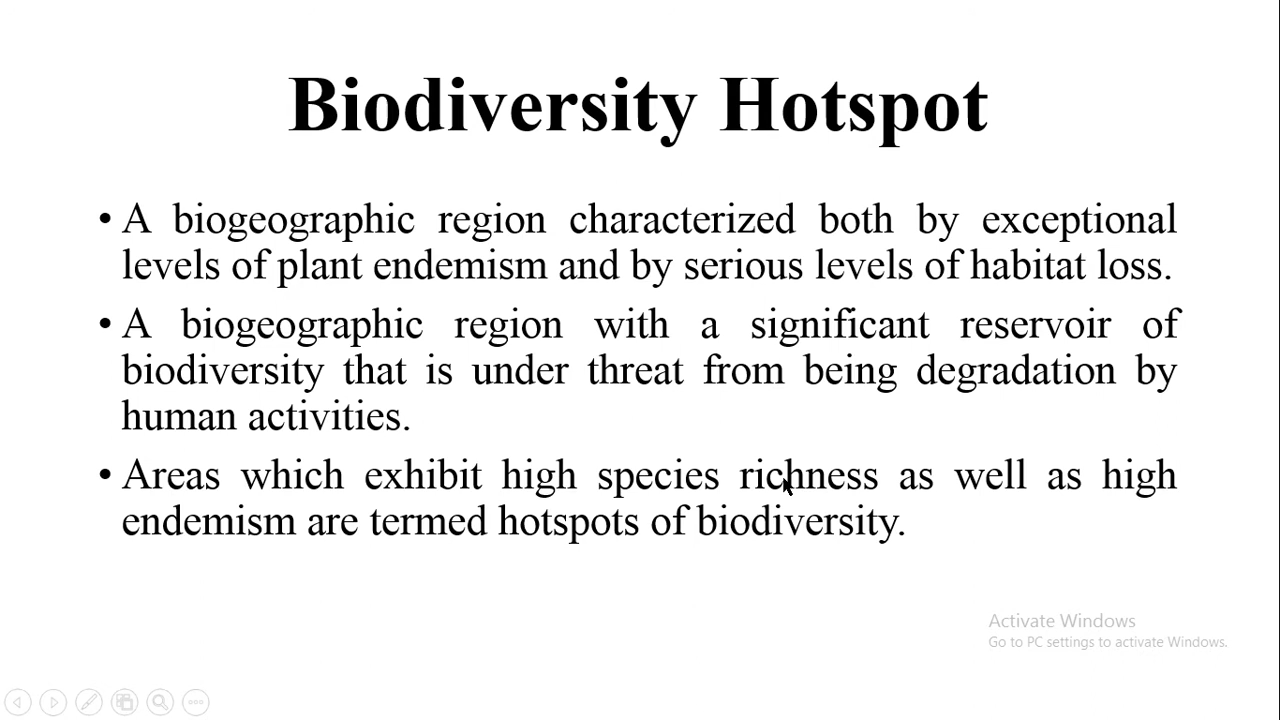 Biodiversity Hotspot
• A biogeographic region characterized both by exceptional
levels of plant endemism and by serious levels of habitat loss.
• A biogeographic region with a significant reservoir of
biodiversity that is under threat from being degradation by
human activities.
• Areas which exhibit high species richness as well as high
endemism are termed hotspots of biodiversity.
Activate Windows
Go to PC settings to activate Windows.